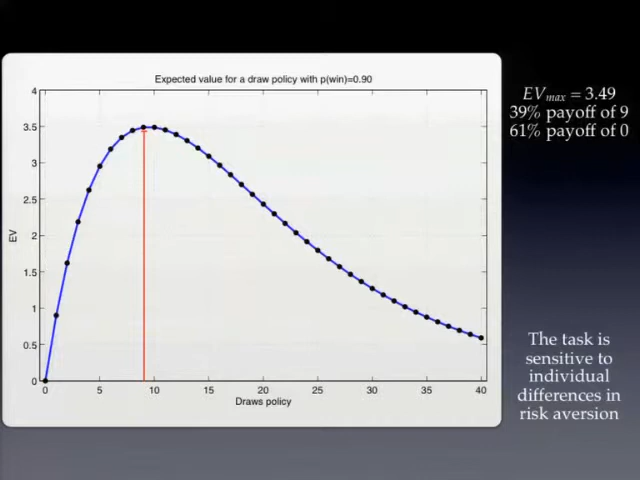 Expected value for a draw policy with p(win)=0.90
4
3.5
3
2.5
2
1.5
1
0.5
0
EV
0 5 10 15 20 25 30 35 40
Draws policy
EVmax = 3.49
39% payoff of 9
61% payoff of 0
The task is
sensitive to
individual
differences in
risk aversion